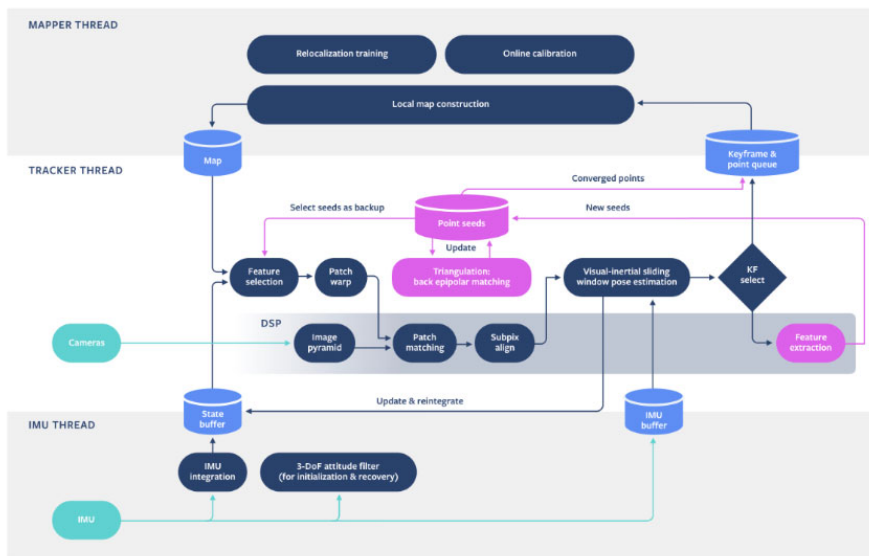 MAPPER THREAD
Relocalization training
Online calibration
Local map construction
Map
Keyframe &
point queue
TRACKER THREAD
Converged points
Select seeds as backup
Point seeds
New seeds
Update
Feature
selection
Patch
warp
Triangulation:
back epipolar matching
Visual-inertial sliding
window pose estimation
KF
select
DSP
Cameras
Image
pyramid
Patch
matching
Subpix
align
Feature
extraction
State
buffer
Update & reintegrate
IMU
buffer
IMU THREAD
IMU
integration
3-DoF attitude filter
(for initialization & recovery)
IMU